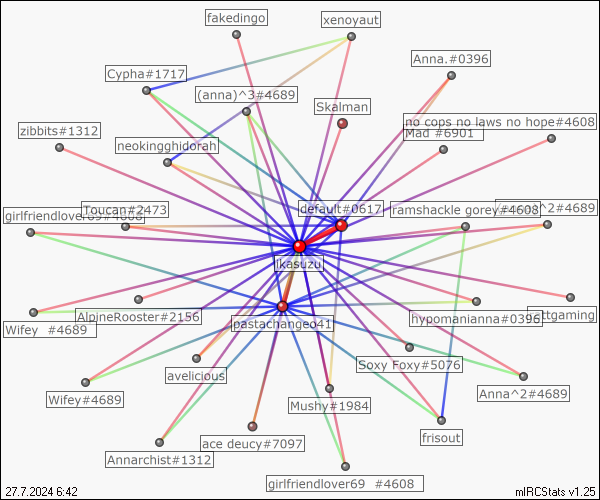 fakedingo
xenoyaut
Anna.#0396
Cypha#1717
(anna)^3#4689
Skalman
no cops no laws no hope#4608
zibbits#1312
Mad #6901
neokingghidorah
Toucan#2473
default#0617
ramshackle gorey#4608
^2#4689
girlfriendlover69 #4608
ikasuzu
AlpineRooster#2156
hypomanianna#0396
ttgaming
Wifey #4689
pastachangeo41
Soxy Foxy#5076
avelicious
Anna^2#4689
Wifey#4689
Mushy#1984
frisout
ace deucy#7097
Annarchist#1312
girlfriendlover69 #4608
27.7.2024 6:42
mIRCStats v1.25